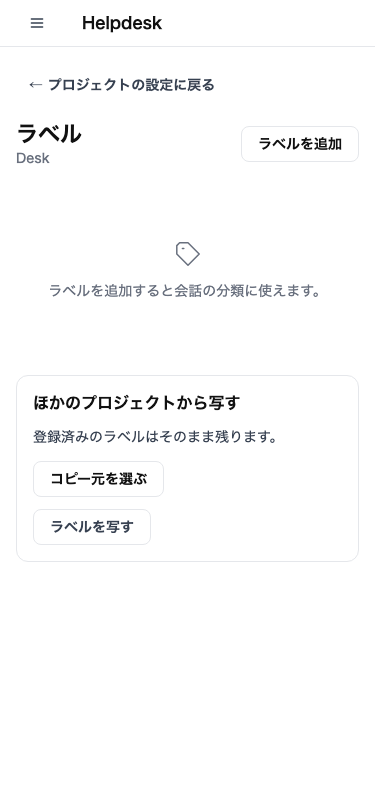 Helpdesk
← プロジェクトの設定に戻る
ラベル
Desk
ラベルを追加
ラベルを追加すると会話の分類に使えます。
ほかのプロジェクトから写す
登録済みのラベルはそのまま残ります。
コピー元を選ぶ
ラベルを写す